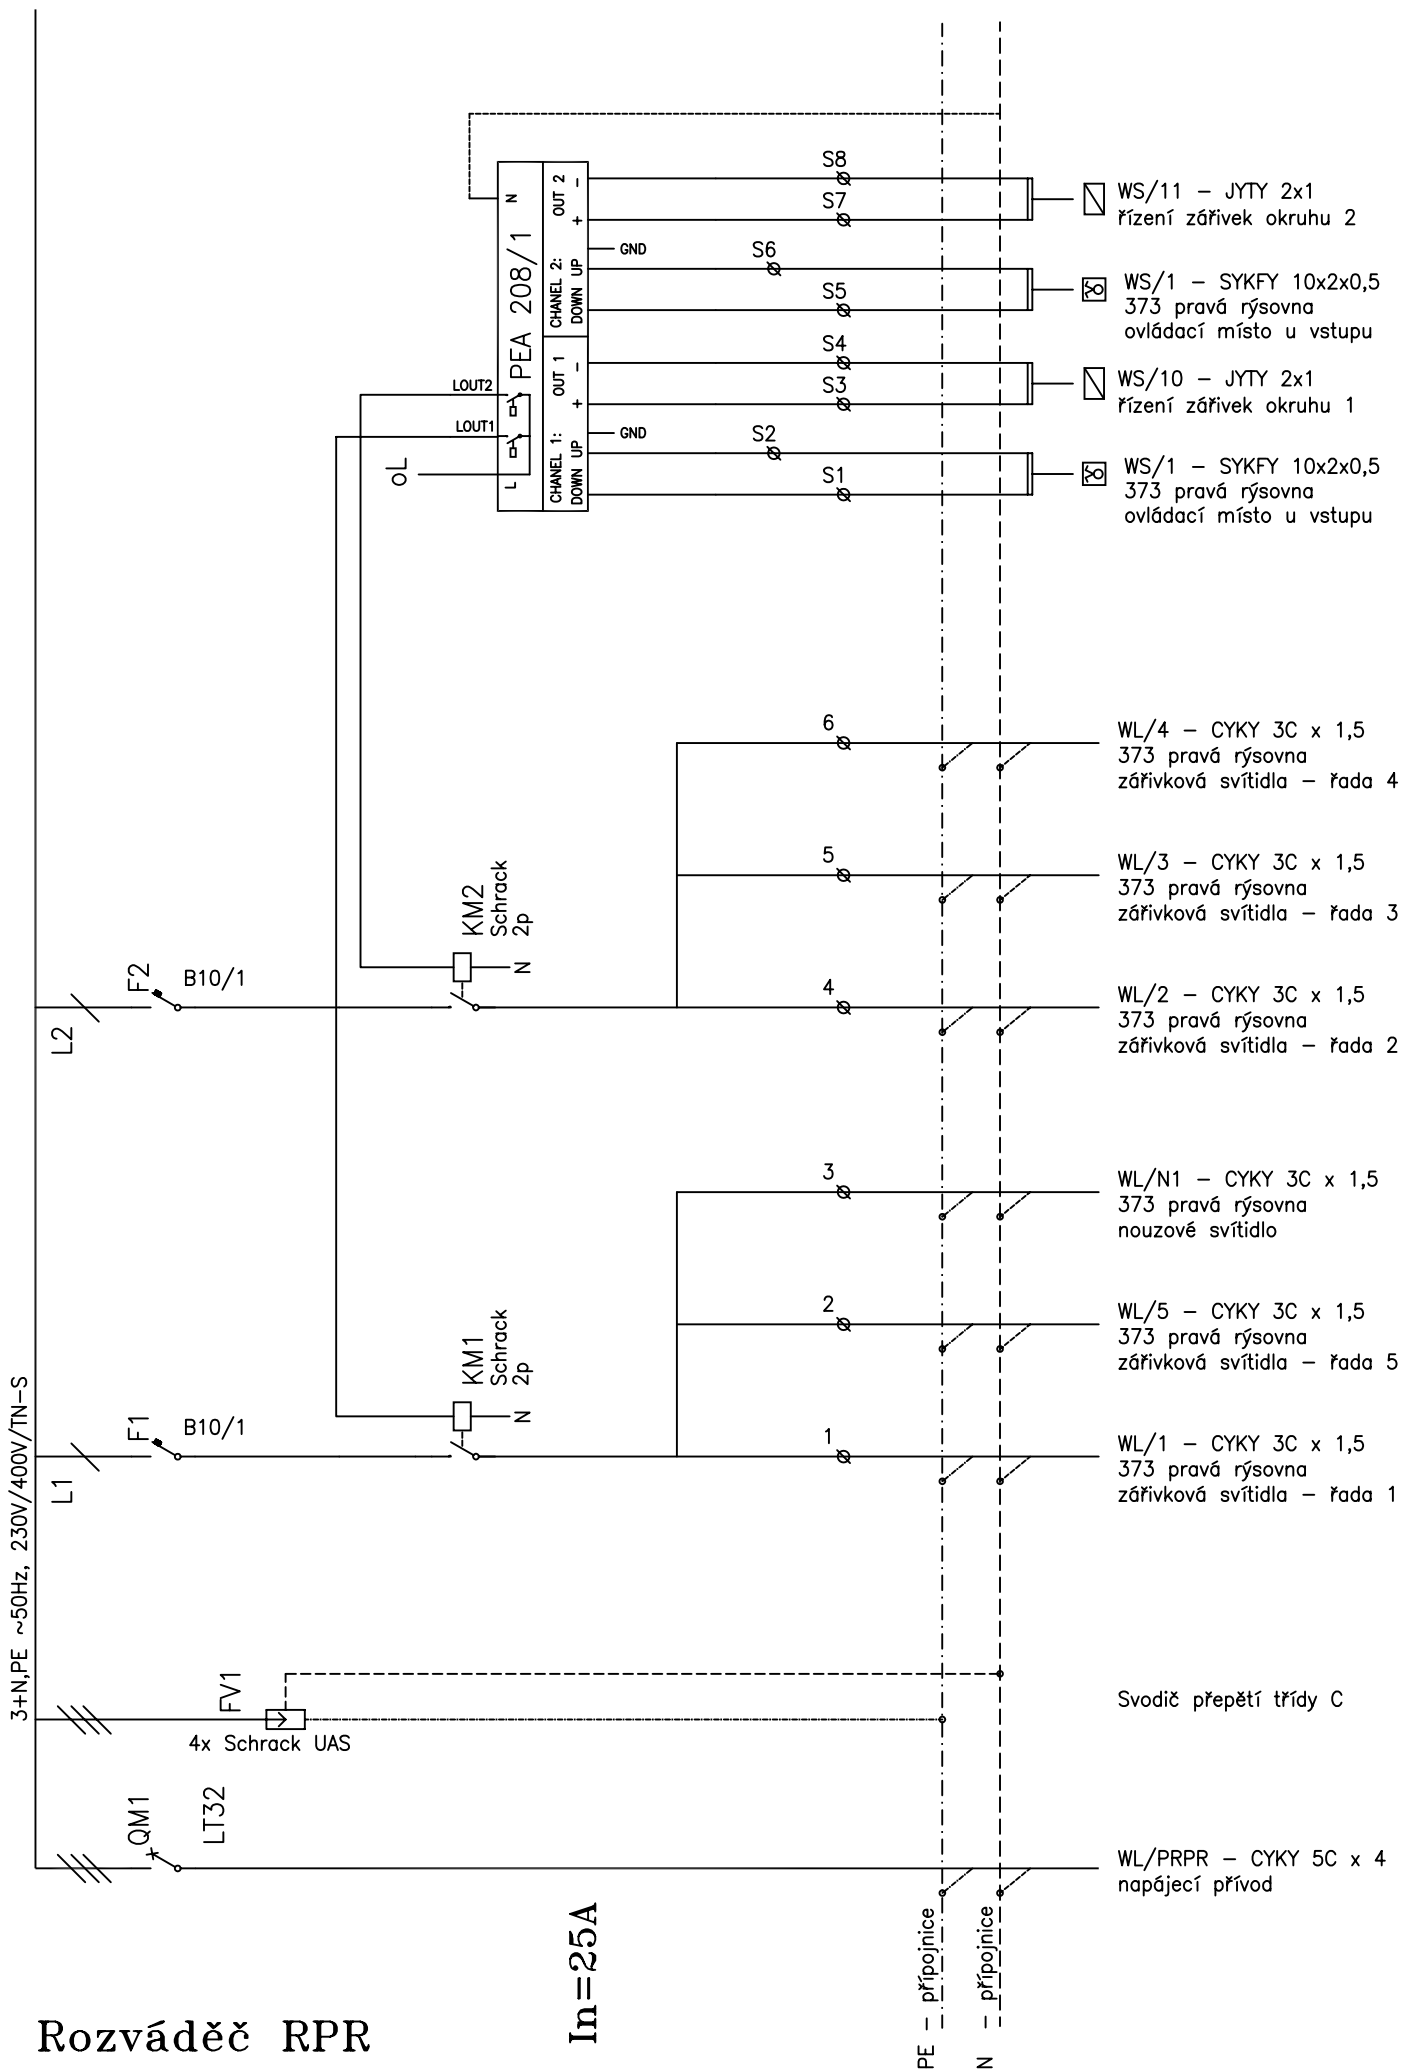 S8
WS/11 – JYTY 2x1
S7
řízení zářivek okruhu 2
N
OUT 2
+ -
PEA 208/1
GND
S6
CHANEL 2:
DOWN UP
WS/1 – SYKFY 10x2x0,5
373 pravá rýsovna
ovládací místo u vstupu
S5
S4
OUT 1
+ -
WS/10 – JYTY 2x1
řízení zářivek okruhu 1
S3
LOUT2
LOUT1
GND
S2
oL
L
CHANEL 1:
DOWN UP
WS/1 – SYKFY 10x2x0,5
373 pravá rýsovna
ovládací místo u vstupu
S1
6
WL/4 – CYKY 3C x 1,5
373 pravá rýsovna
zářivková svítidla – řada 4
5
WL/3 – CYKY 3C x 1,5
373 pravá rýsovna
zářivková svítidla – řada 3
KM2
Schrack
2p
N
F2
B10/1
L2
4
WL/2 – CYKY 3C x 1,5
373 pravá rýsovna
zářivková svítidla – řada 2
3
WL/N1 – CYKY 3C x 1,5
373 pravá rýsovna
nouzové svítidlo
2
WL/5 – CYKY 3C x 1,5
373 pravá rýsovna
zářivková svítidla – řada 5
KM1
Schrack
2p
N
F1
B10/1
L1
1
WL/1 – CYKY 3C x 1,5
373 pravá rýsovna
zářivková svítidla – řada 1
3+N,PE ~50Hz, 230V/400V/TN-S
FV1
4x Schrack UAS
Svodič přepětí třídy C
QM1
LT32
WL/PRPR – CYKY 5C x 4
napájecí přívod
In=25A
PE – přípojnice
N – přípojnice
Rozváděč RPR